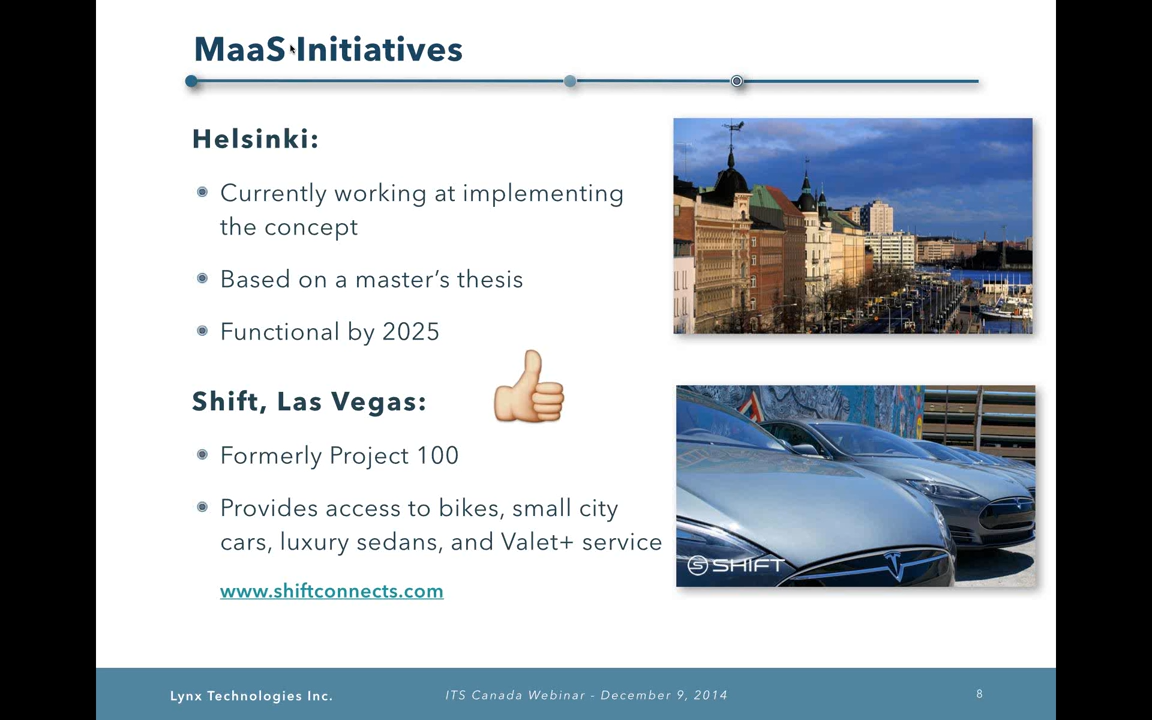 MaaS Initiatives
Helsinki:
Currently working at implementing
the concept
Based on a master's thesis
Functional by 2025
Shift, Las Vegas:
Formerly Project 100
Provides access to bikes, small city
cars, luxury sedans, and Valet+ service
www.shiftconnects.com
SHIFT
Lynx Technologies Inc.
ITS Canada Webinar - December 9, 2014
8